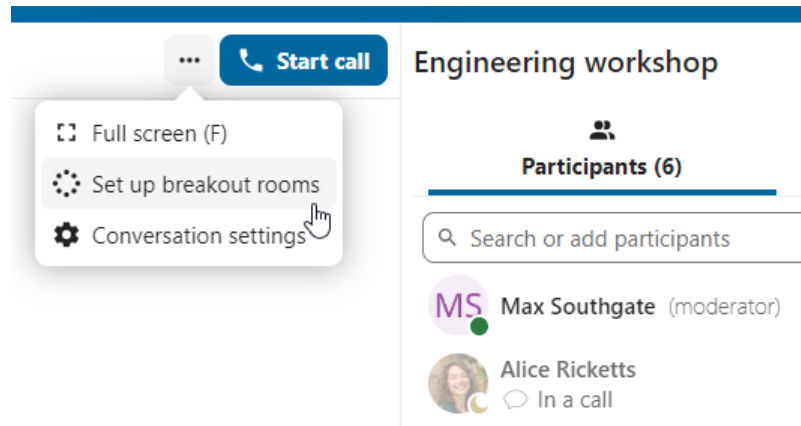 Start call
Full screen (F)
Set up breakout rooms
Conversation settings
Engineering workshop
Participants (6)
Search or add participants
MS Max Southgate (moderator)
Alice Ricketts
In a call